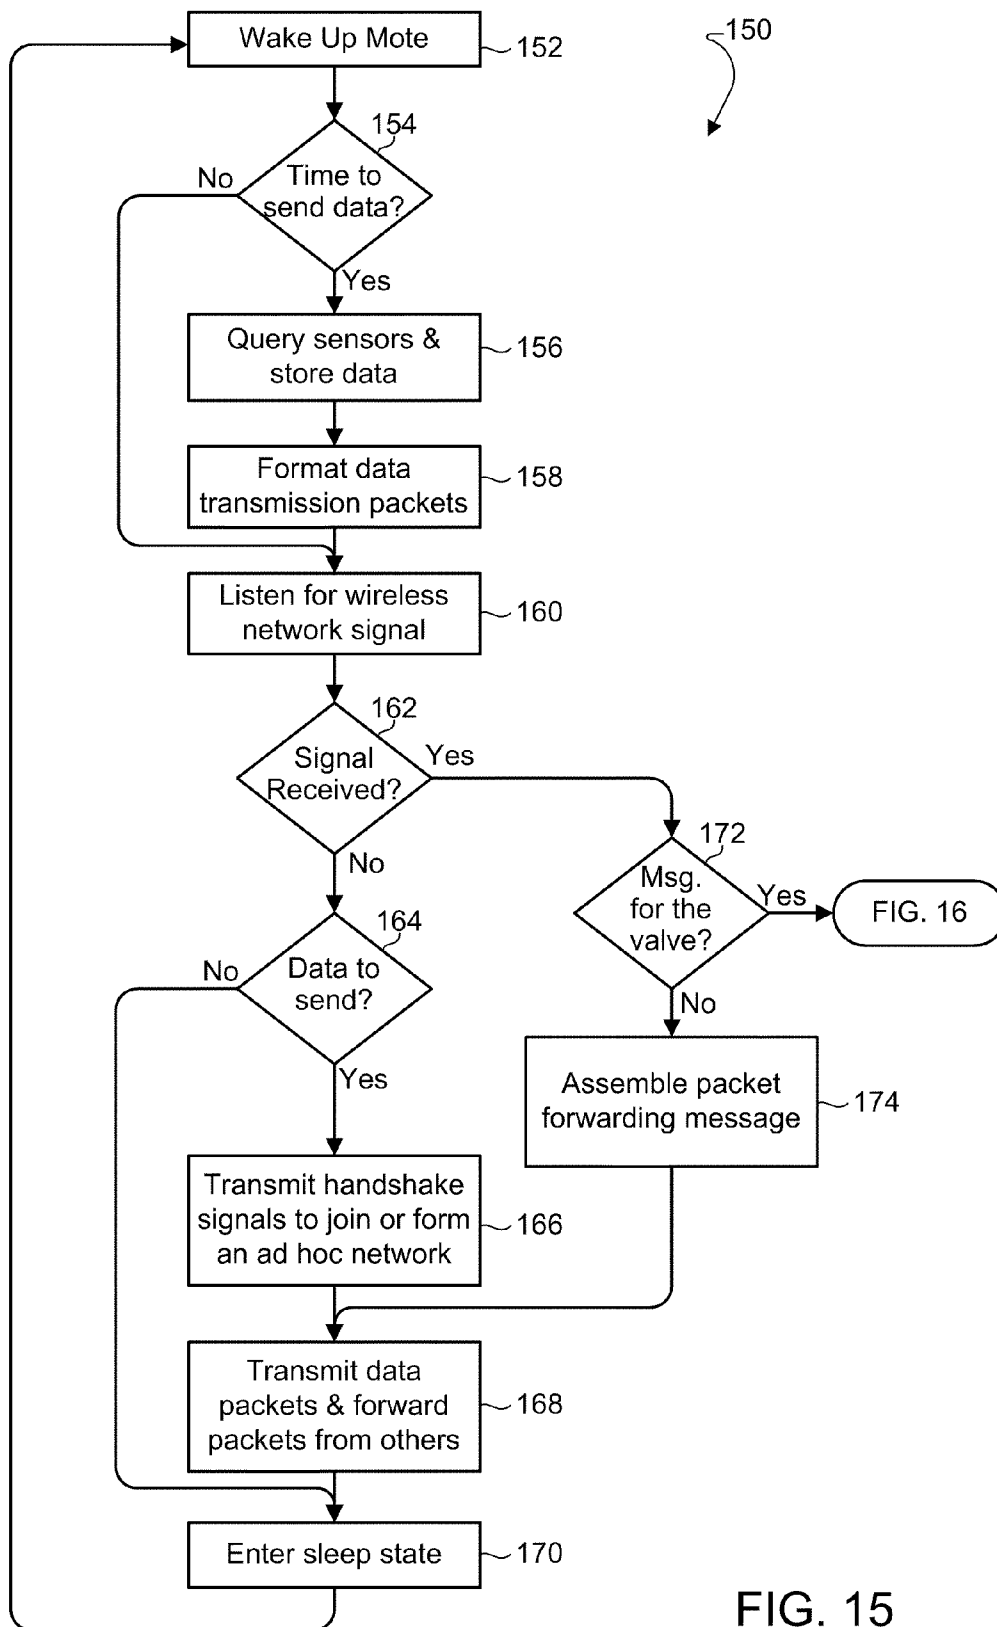 Wake Up Mote
152
150
154
Time to
send data?
No
Yes
Query sensors &
store data
156
Format data
transmission packets
158
Listen for wireless
network signal
160
162
Signal
Received?
Yes
No
172
Msg.
for the
valve?
Yes
FIG. 16
No
164
Data to
send?
No
Yes
Assemble packet
forwarding message
174
Transmit handshake
signals to join or form
an ad hoc network
166
Transmit data
packets & forward
packets from others
168
Enter sleep state
170
FIG. 15